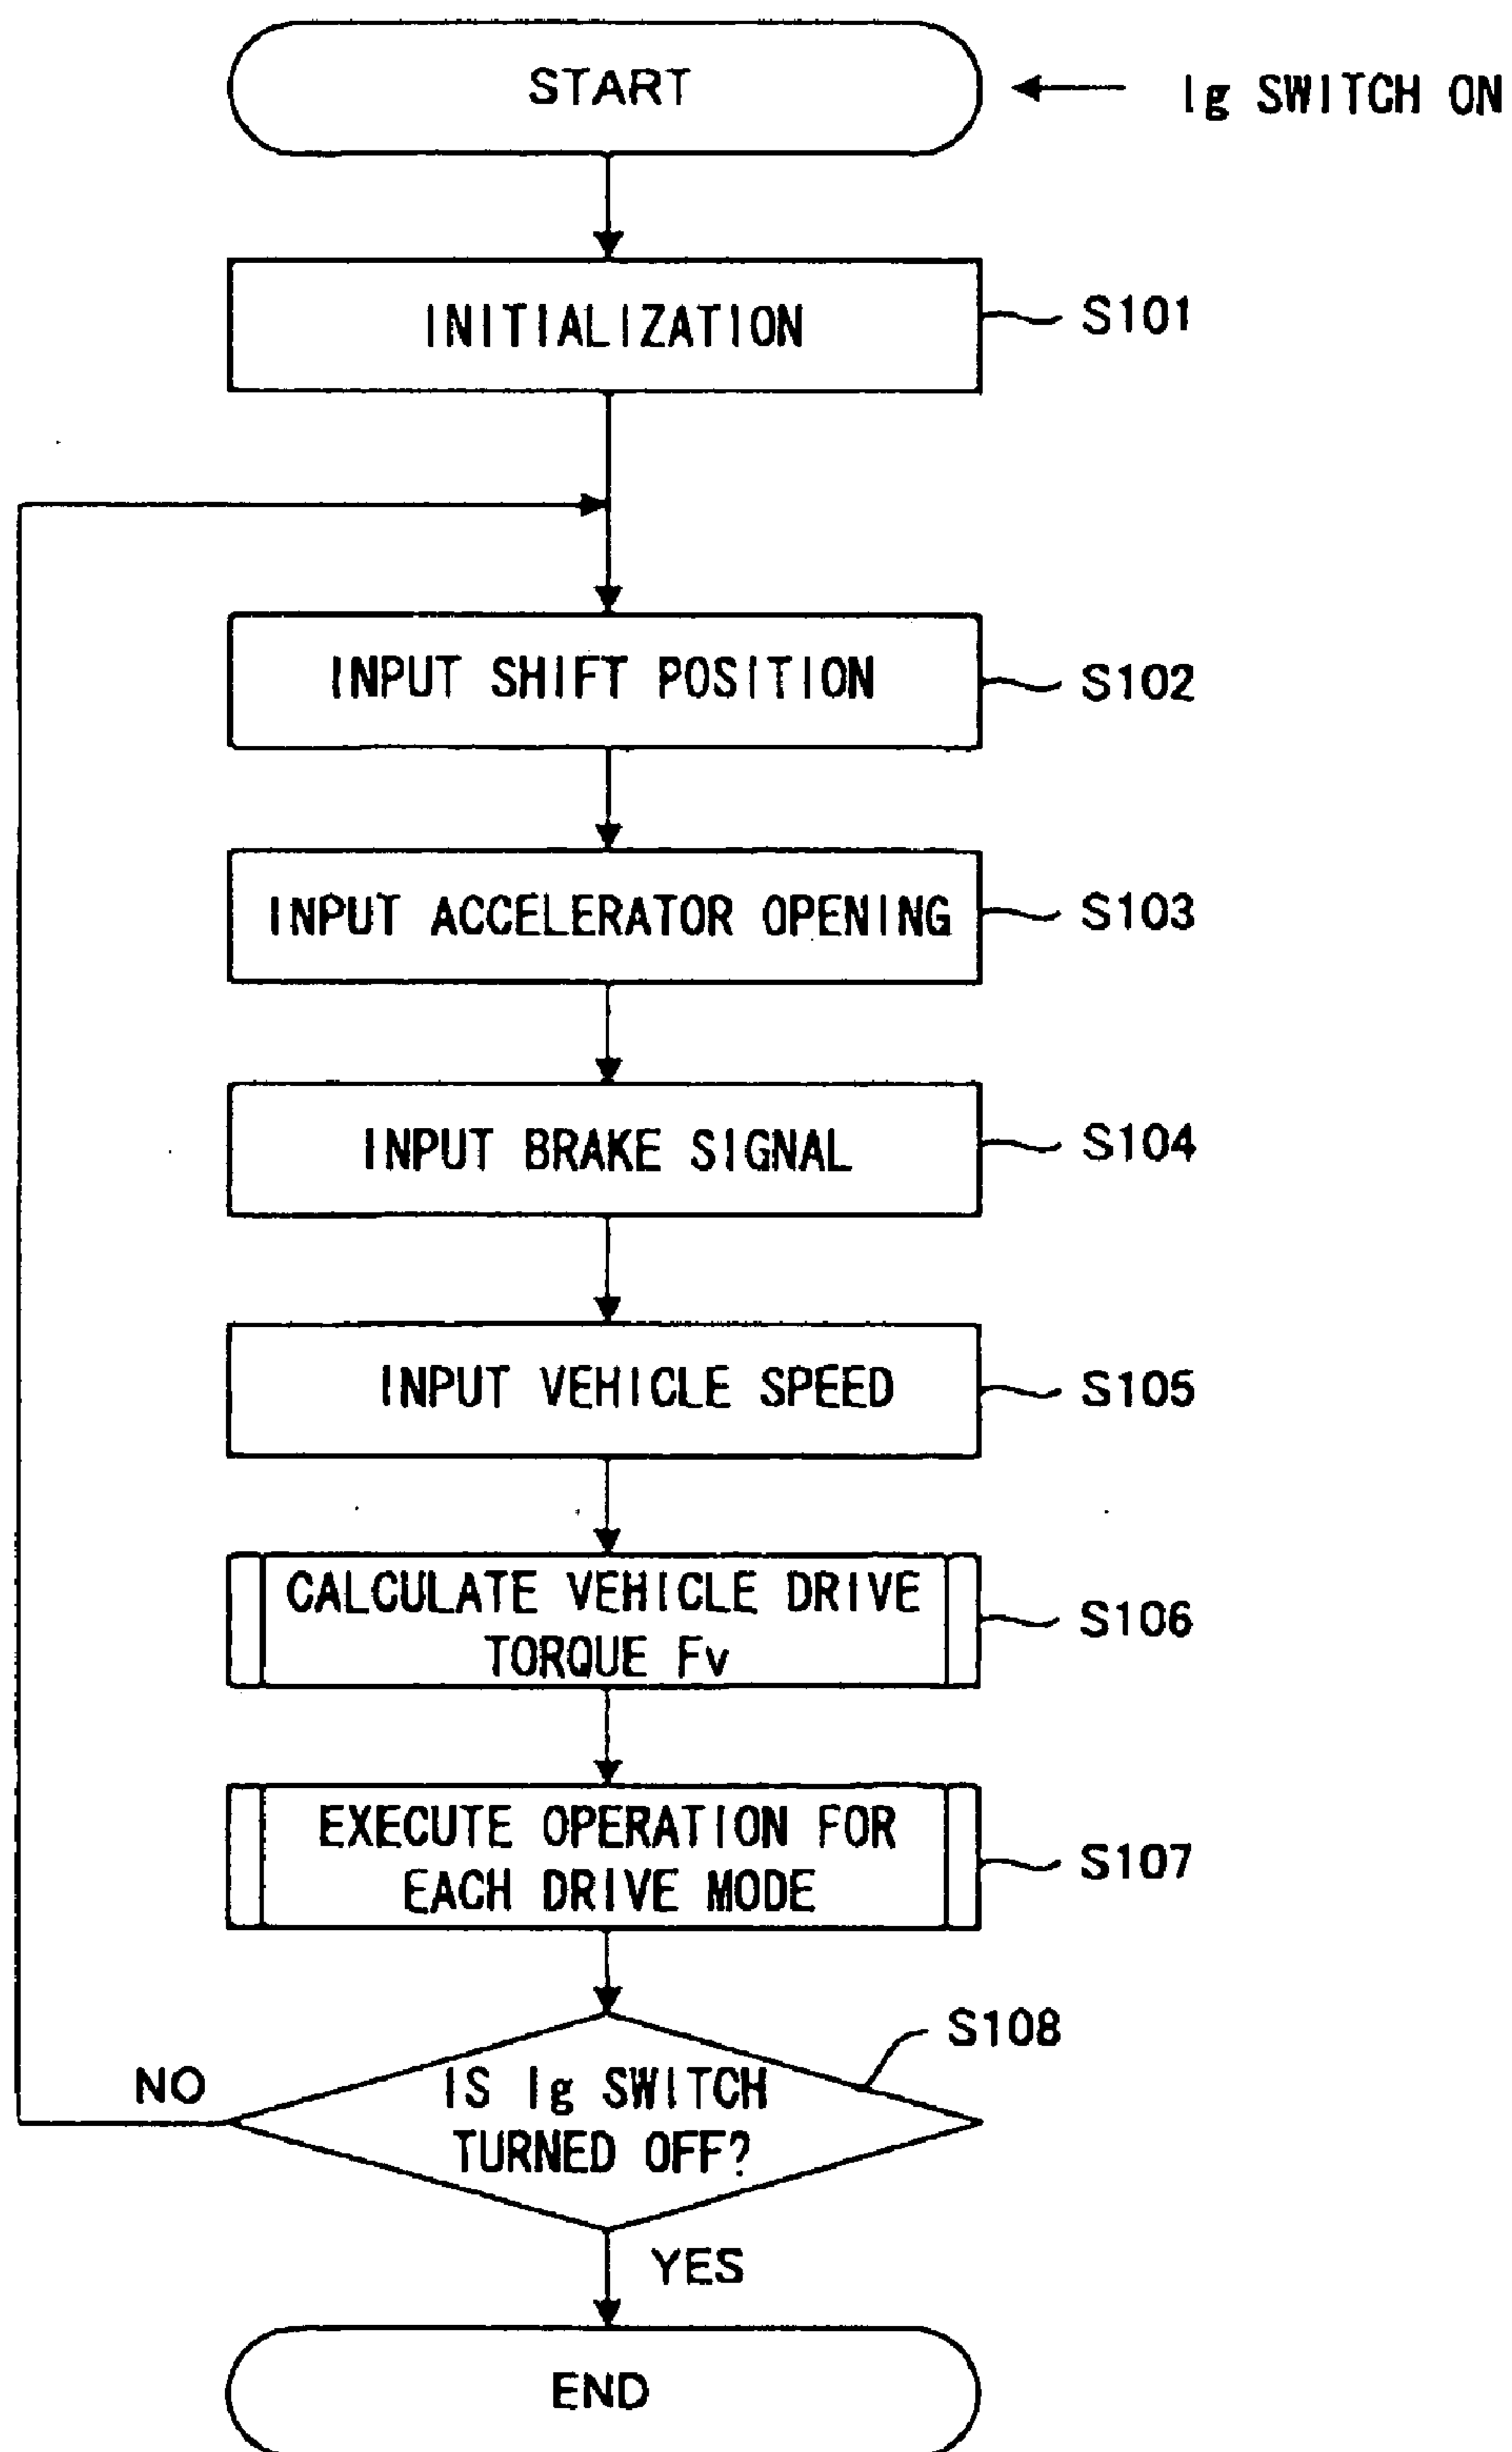 START
Ig SWITCH ON
INITIALIZATION
S101
INPUT SHIFT POSITION
S102
INPUT ACCELERATOR OPENING
S103
INPUT BRAKE SIGNAL
S104
INPUT VEHICLE SPEED
S105
CALCULATE VEHICLE DRIVE
TORQUE Fv
S106
EXECUTE OPERATION FOR
EACH DRIVE MODE
S107
S108
NO
IS Ig SWITCH
TURNED OFF?
YES
END